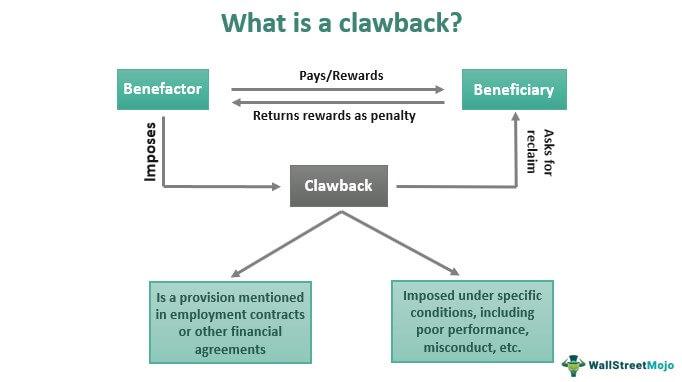 What is a clawback?
Pays/Rewards
Benefactor
Beneficiary
Returns rewards as penalty
Imposes
Asks for
reclaim
Clawback
Is a provision mentioned
in employment contracts
or other financial
agreements
Imposed under specific
conditions, including
poor performance,
misconduct, etc.
WallStreetMojo